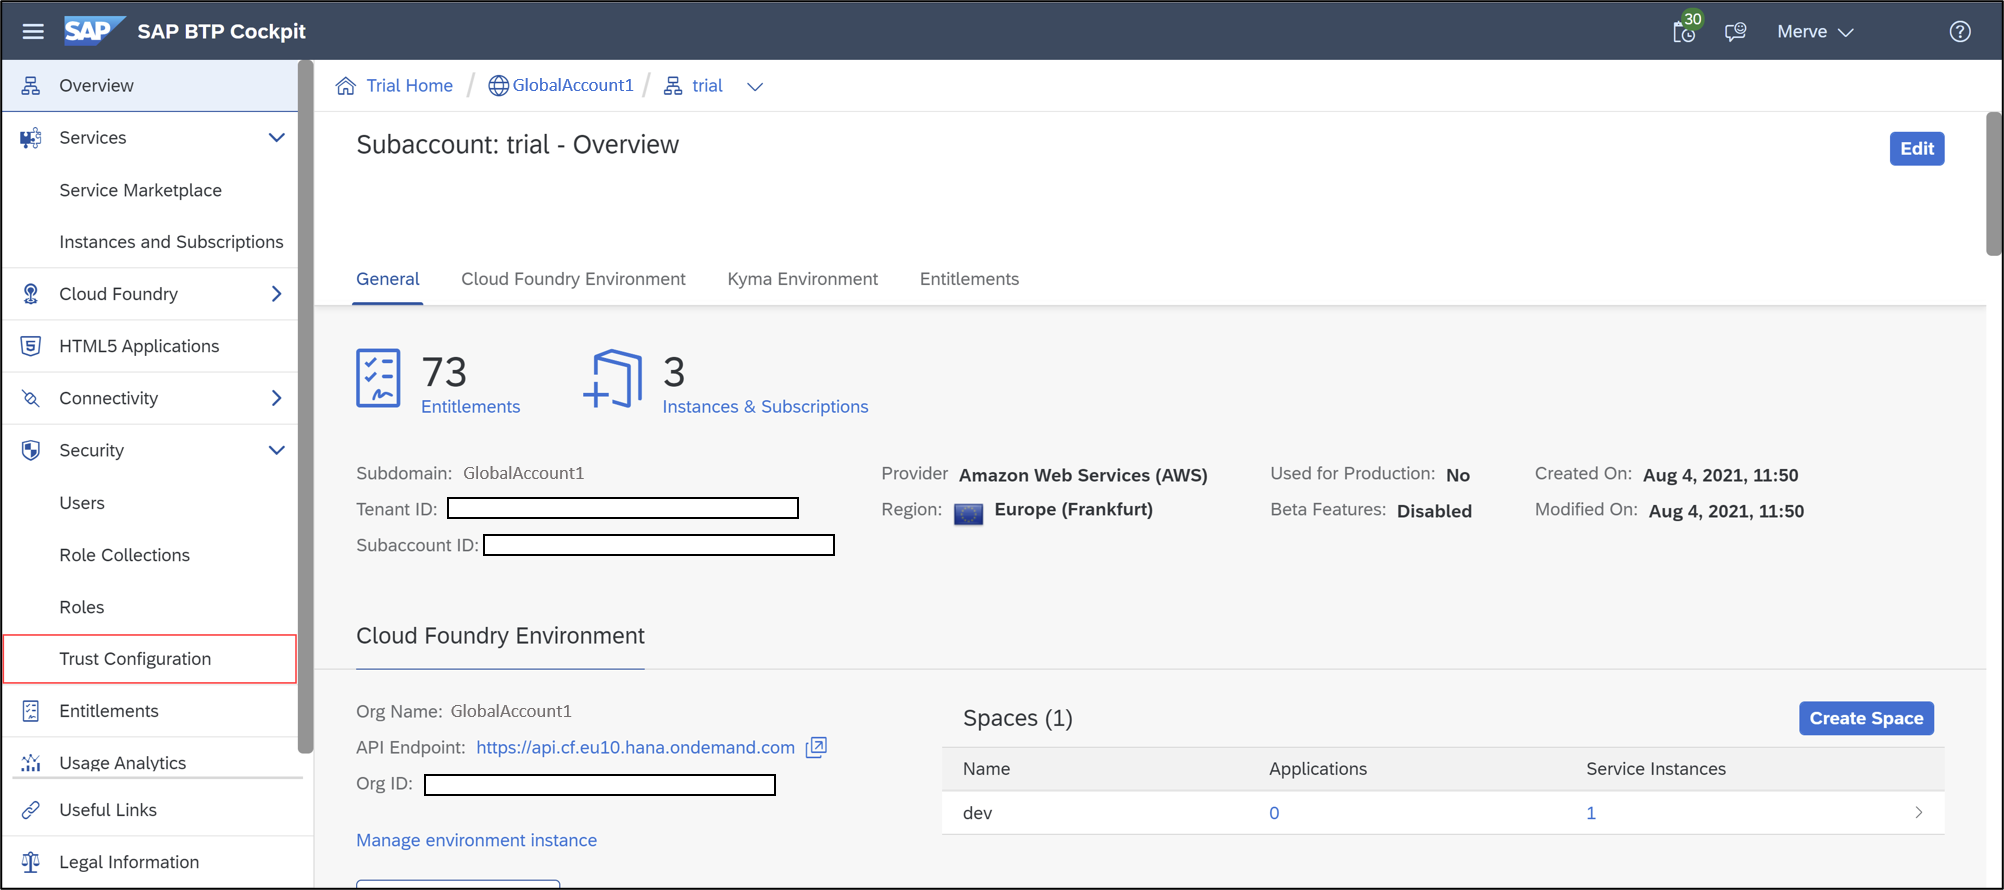 SAP SAP BTP Cockpit 30 Merve
Overview
Services
Service Marketplace
Instances and Subscriptions
Cloud Foundry
HTML5 Applications
Connectivity
Security
Users
Role Collections
Roles
Trust Configuration
Entitlements
Usage Analytics
Useful Links
Legal Information
Trial Home / GlobalAccount1 / trial
Subaccount: trial - Overview
Edit
General Cloud Foundry Environment Kyma Environment Entitlements
73
Entitlements
3
Instances & Subscriptions
Subdomain: GlobalAccount1
Tenant ID:
Subaccount ID:
Provider Amazon Web Services (AWS)
Region: Europe (Frankfurt)
Used for Production: No
Beta Features: Disabled
Created On: Aug 4, 2021, 11:50
Modified On: Aug 4, 2021, 11:50
Cloud Foundry Environment
Org Name: GlobalAccount1
API Endpoint: https://api.cf.eu10.hana.ondemand.com
Org ID:
Manage environment instance
Spaces (1)
Create Space
Name Applications Service Instances
dev 0 1